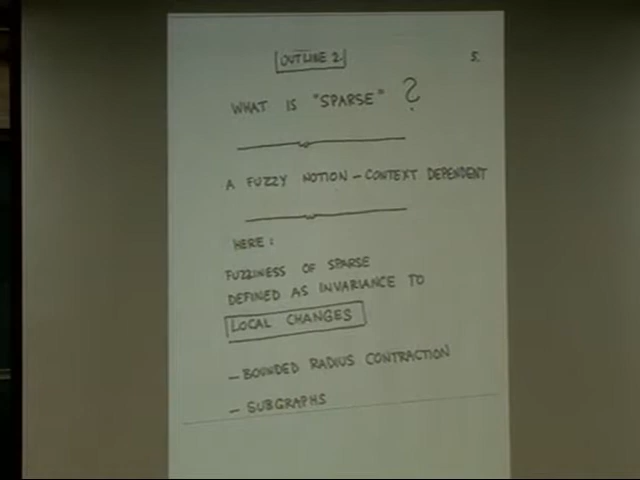 OUTLINE 2
5.
WHAT IS "SPARSE" ?
A FUZZY NOTION - CONTEXT DEPENDENT
HERE:
FUZZINESS OF SPARSE
DEFINED AS INVARIANCE TO
LOCAL CHANGES
- BOUNDED RADIUS CONTRACTION
- SUBGRAPHS